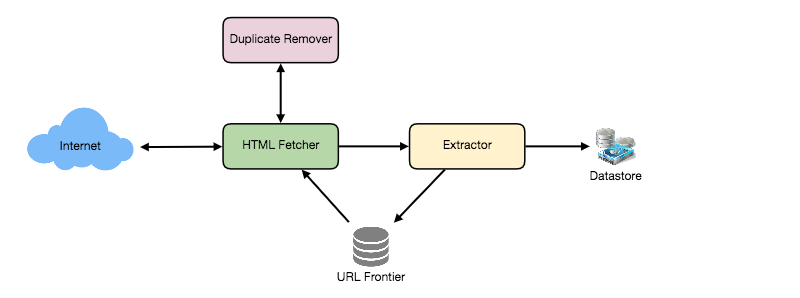 Duplicate Remover
Internet
HTML Fetcher
Extractor
Datastore
URL Frontier